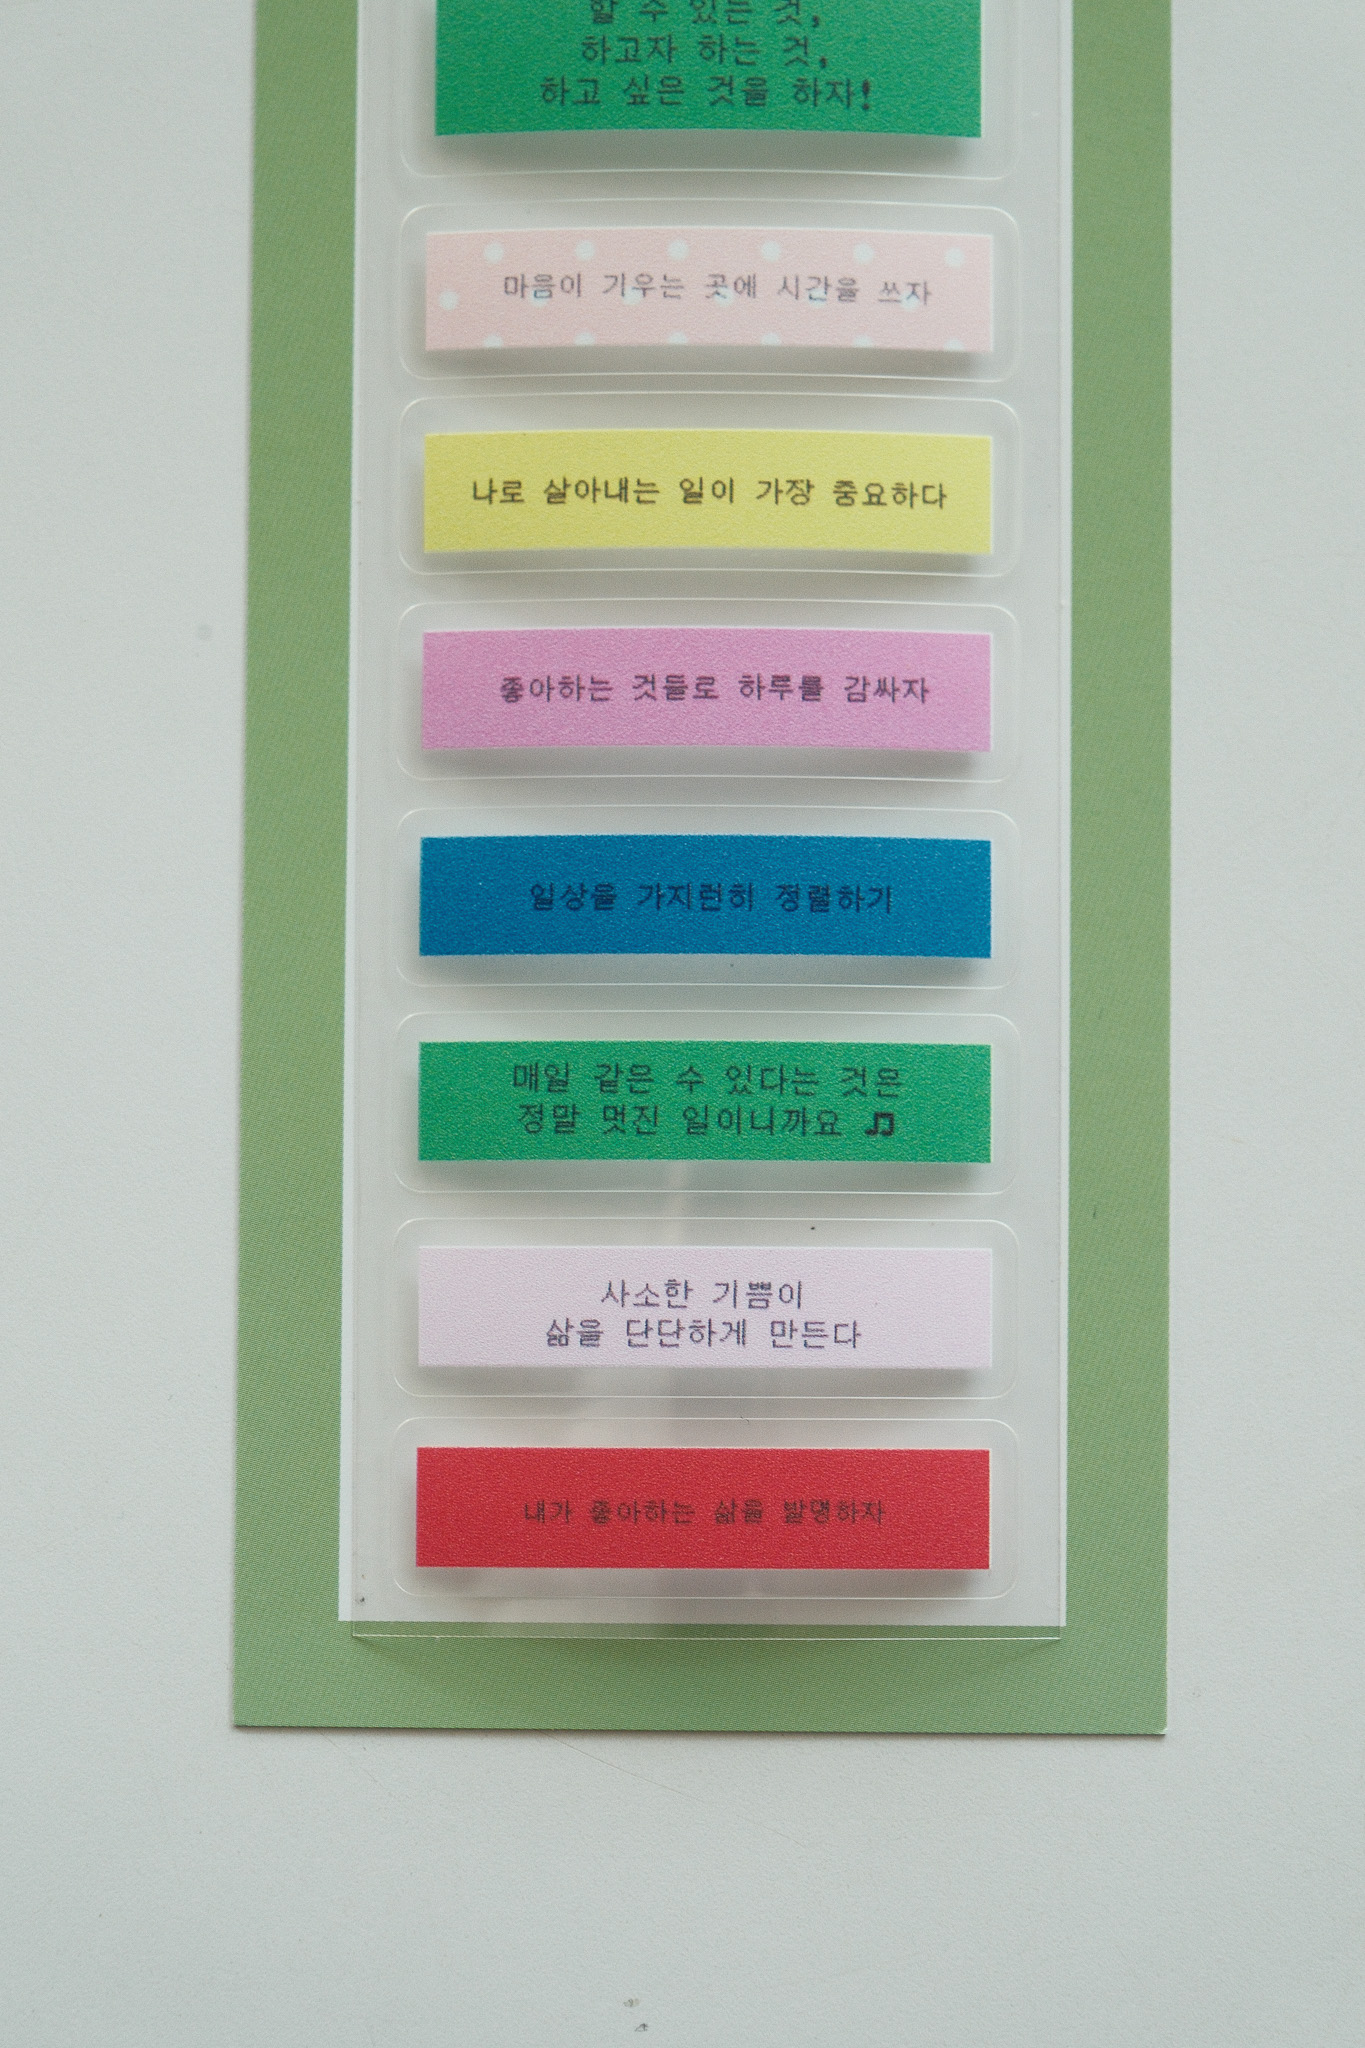 할 수 있는 것,
하고자 하는 것,
하고 싶은 것을 하자!
마음이 기우는 곳에 시간을 쓰자
나로 살아내는 일이 가장 중요하다
좋아하는 것들로 하루를 감싸자
일상을 가지런히 정렬하기
매일 같은 수 있다는 것은
정말 멋진 일이니까요 ♫
사소한 기쁨이
삶을 단단하게 만든다
내가 좋아하는 삶을 발명하자